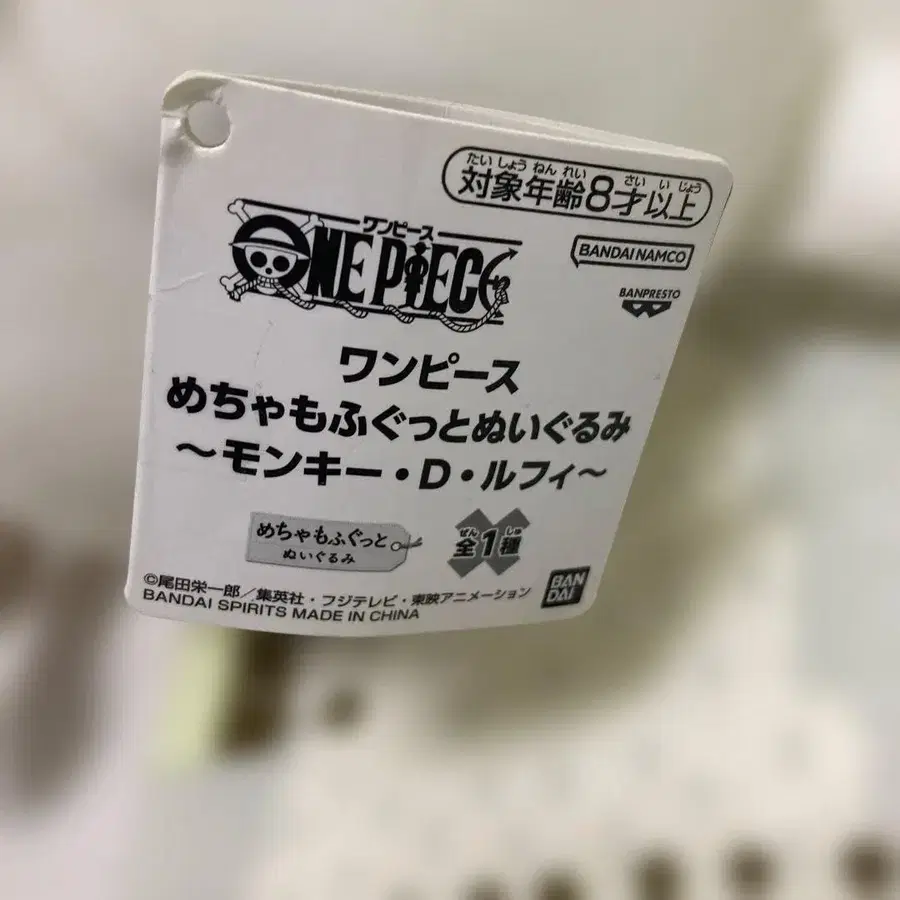 たいしょうねんれい さい いじょう
対象年齢8才以上
ワンピース
ONE PIECE
BANDAI NAMCO
BANPRESTO
ワンピース
めちゃもふぐっとぬいぐるみ
〜モンキー・D・ルフィ〜
めちゃもふぐっと
ぬいぐるみ
ぜん しゅ
全1種
©尾田栄一郎/集英社・フジテレビ・東映アニメーション
BANDAI SPIRITS MADE IN CHINA
BAN
DAI